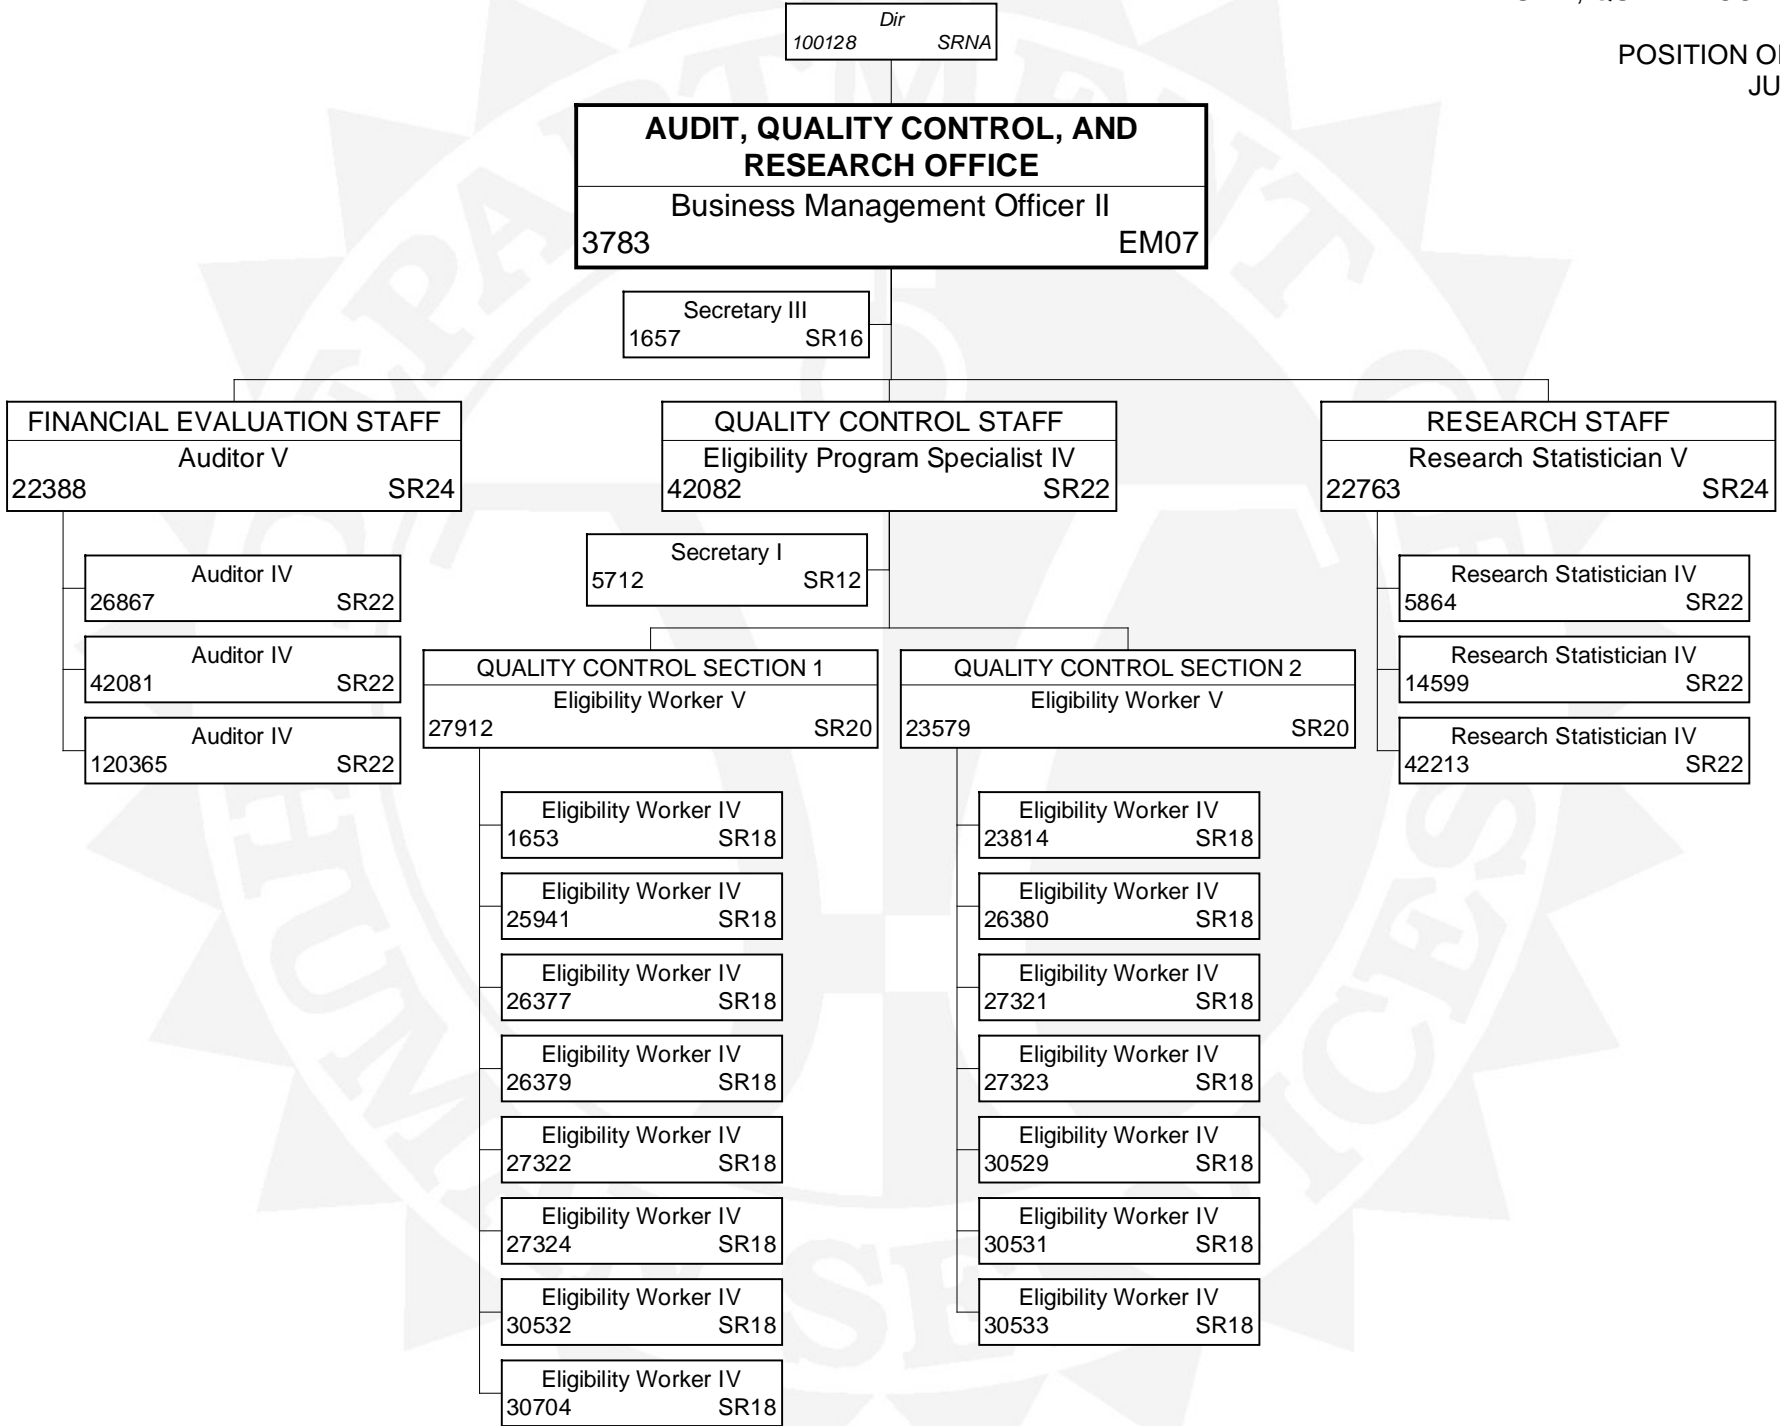 Dir
100128 SRNA
POSITION
AUDIT, QUALITY CONTROL, AND
RESEARCH OFFICE
Business Management Officer II
3783 EM07
Secretary III
1657 SR16
FINANCIAL EVALUATION STAFF
Auditor V
22388 SR24
Auditor IV
26867 SR22
Auditor IV
42081 SR22
Auditor IV
120365 SR22
QUALITY CONTROL STAFF
Eligibility Program Specialist IV
42082 SR22
Secretary I
5712 SR12
QUALITY CONTROL SECTION 1
Eligibility Worker V
27912 SR20
Eligibility Worker IV
1653 SR18
Eligibility Worker IV
25941 SR18
Eligibility Worker IV
26377 SR18
Eligibility Worker IV
26379 SR18
Eligibility Worker IV
27322 SR18
Eligibility Worker IV
27324 SR18
Eligibility Worker IV
30532 SR18
Eligibility Worker IV
30704 SR18
QUALITY CONTROL SECTION 2
Eligibility Worker V
23579 SR20
Eligibility Worker IV
23814 SR18
Eligibility Worker IV
26380 SR18
Eligibility Worker IV
27321 SR18
Eligibility Worker IV
27323 SR18
Eligibility Worker IV
30529 SR18
Eligibility Worker IV
30531 SR18
Eligibility Worker IV
30533 SR18
RESEARCH STAFF
Research Statistician V
22763 SR24
Research Statistician IV
5864 SR22
Research Statistician IV
14599 SR22
Research Statistician IV
42213 SR22
DEPARTMENT OF
HUMAN SERVICES